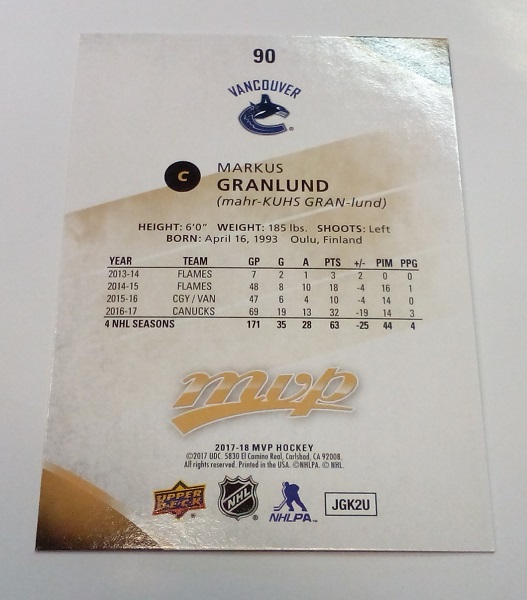 90
VANCOUVER
C
MARKUS
GRANLUND
(mahr-KUHS GRAN-lund)
HEIGHT: 6'0" WEIGHT: 185 lbs. SHOOTS: Left
BORN: April 16, 1993 Oulu, Finland
YEAR TEAM GP G A PTS +/- PIM PPG
2013-14 FLAMES 7 2 1 3 2 0 0
2014-15 FLAMES 48 8 10 18 -4 16 1
2015-16 CGY / VAN 47 6 4 10 -4 14 0
2016-17 CANUCKS 69 19 13 32 -19 14 3
4 NHL SEASONS 171 35 28 63 -25 44 4
mvp
2017-18 MVP HOCKEY
©2017 UDC. 5830 El Camino Real, Carlsbad, CA 92008.
All rights reserved. Printed in the USA. ©NHLPA. © NHL.
UPPER DECK
NHL
NHLPA
JGK2U